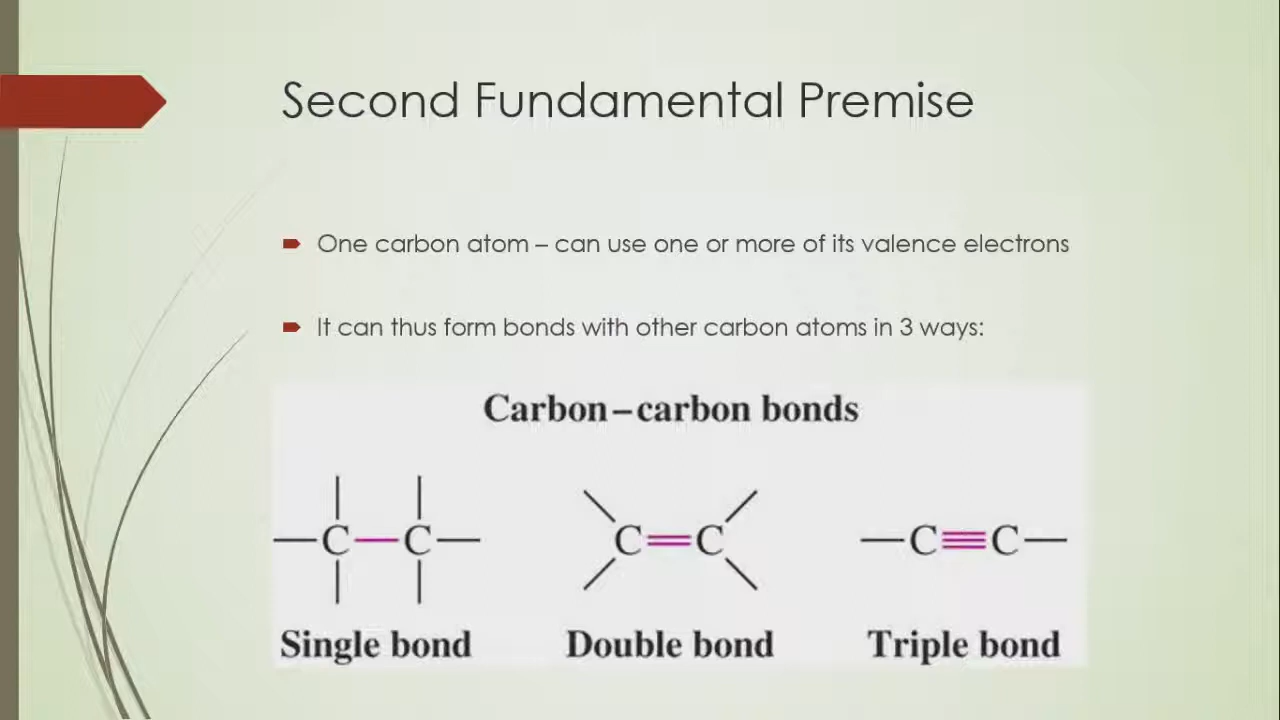 Second Fundamental Premise
One carbon atom – can use one or more of its valence electrons
It can thus form bonds with other carbon atoms in 3 ways:
Carbon–carbon bonds
C C
C C
C C
Single bond
Double bond
Triple bond